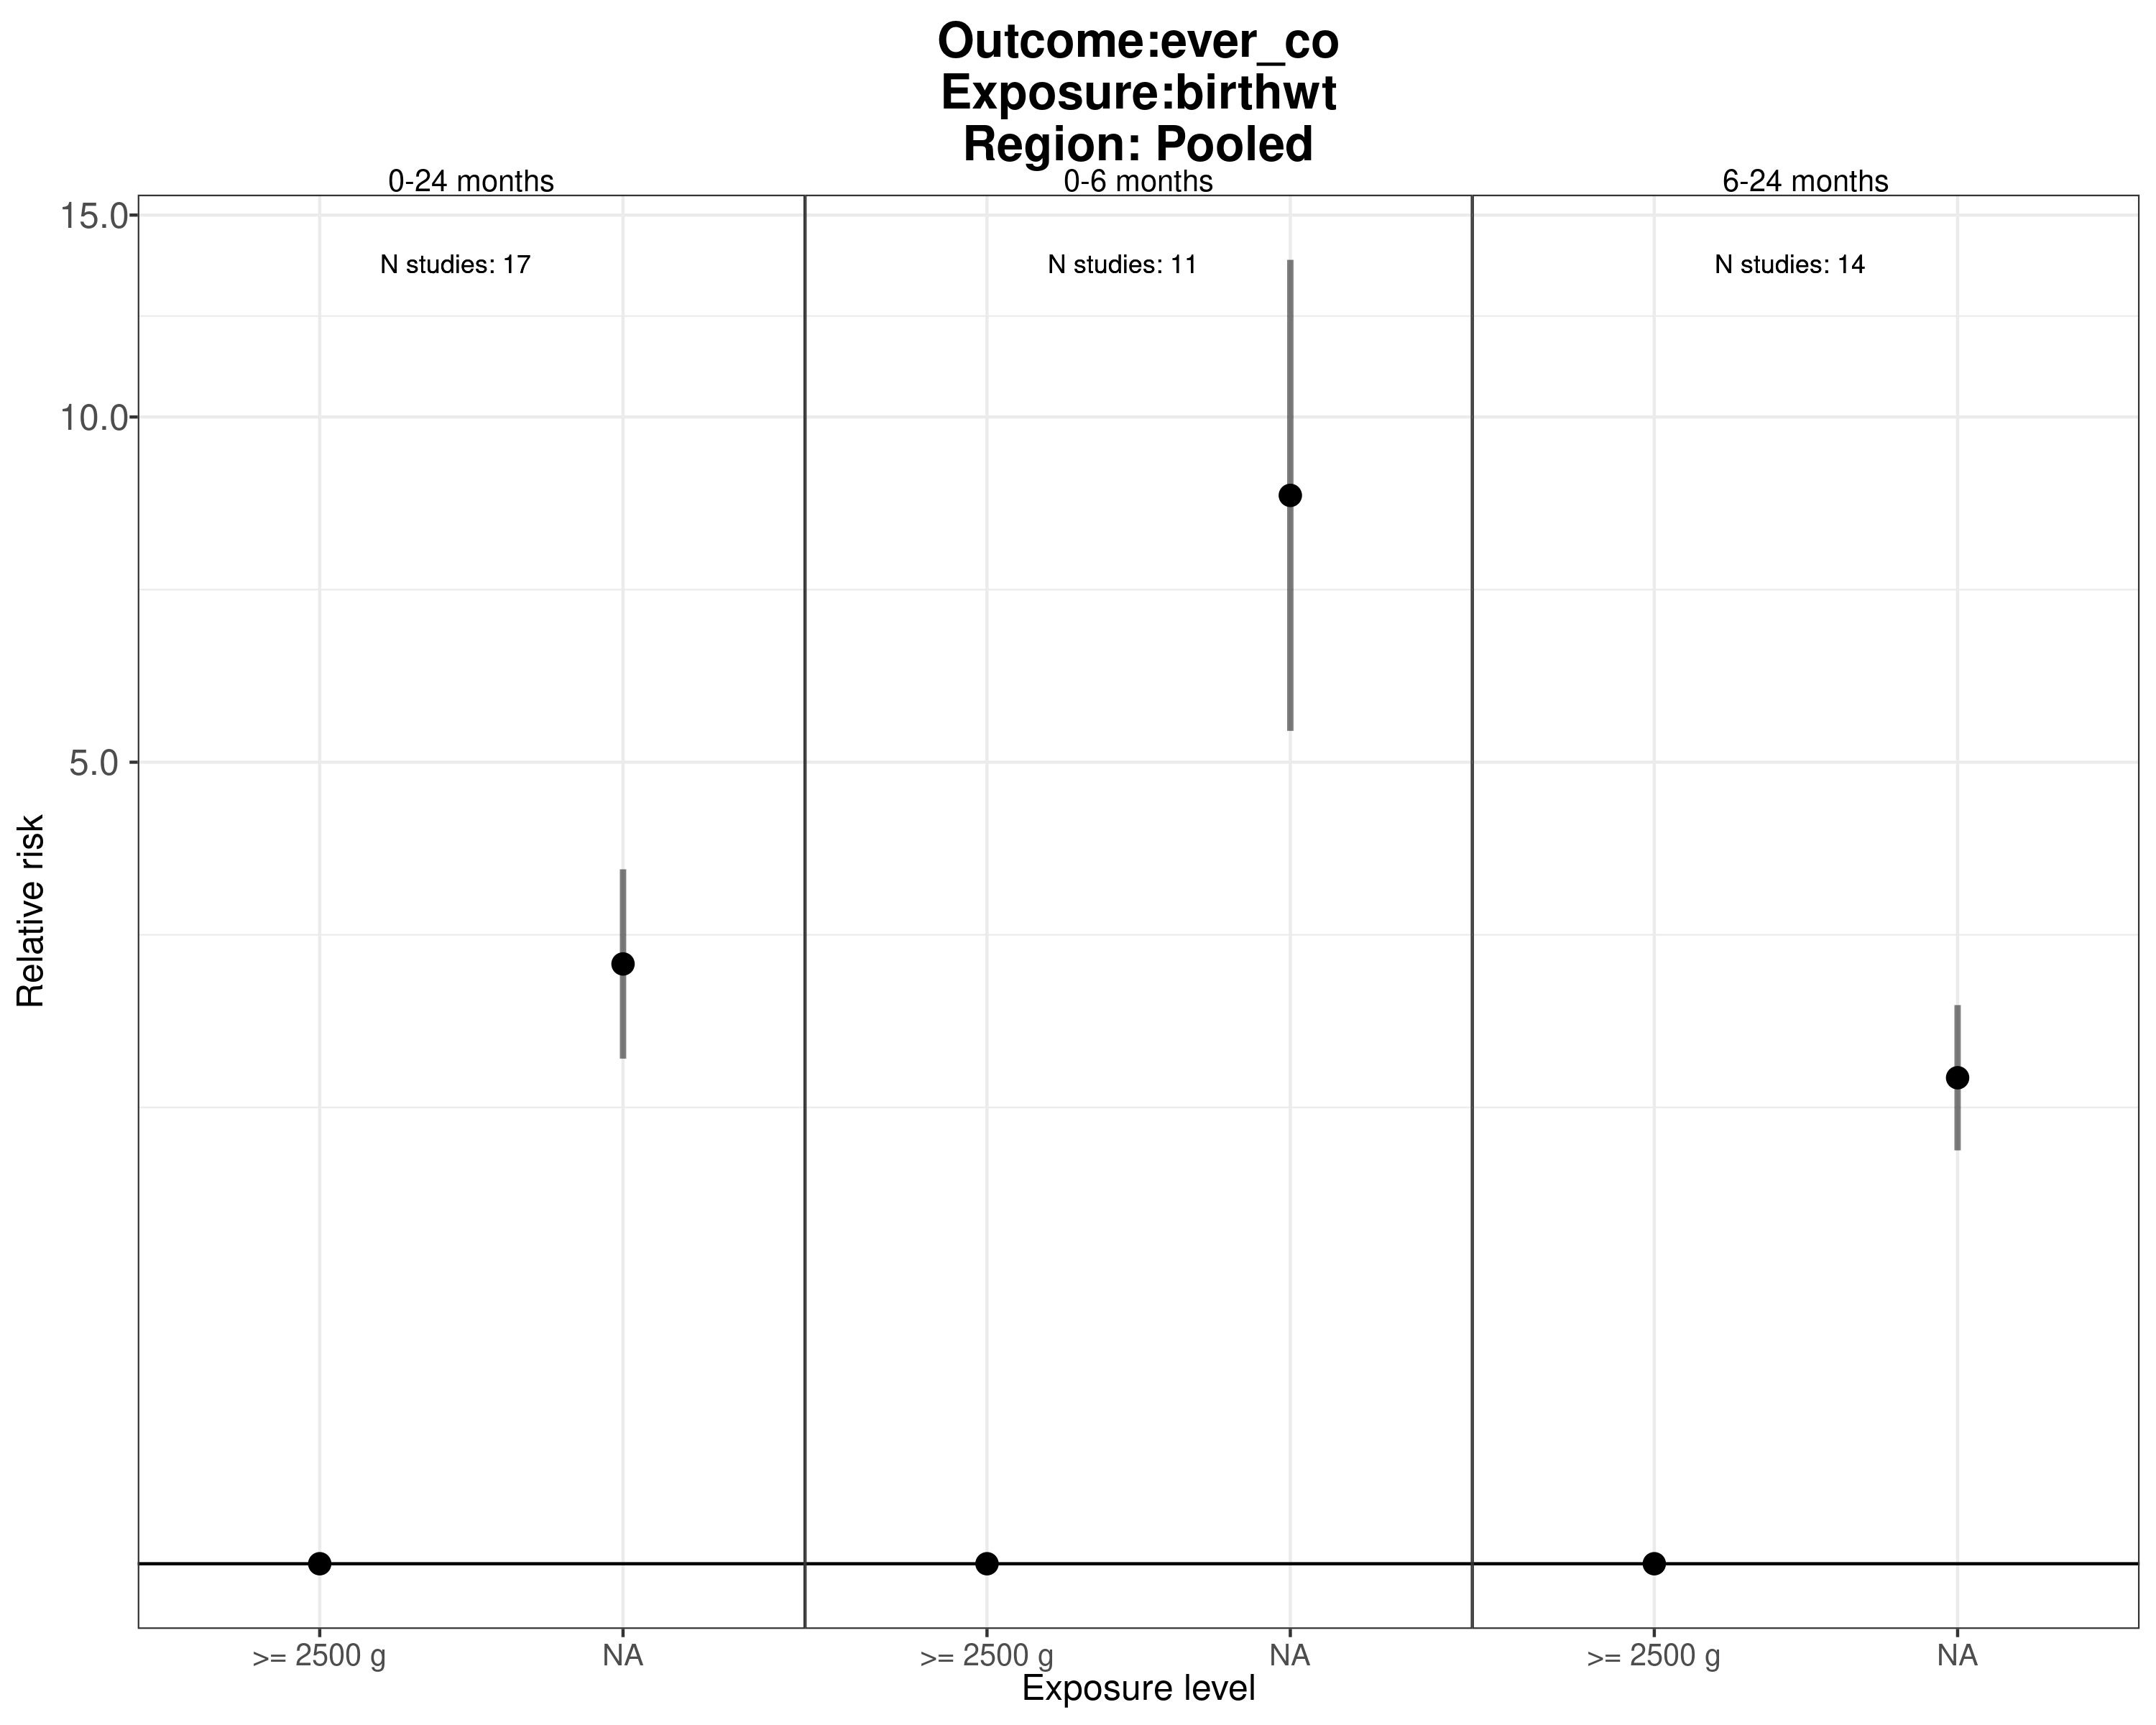 Outcome:ever_co
Exposure:birthwt
Region: Pooled
0-24 months
0-6 months
6-24 months
15.0
10.0
5.0
Relative risk
N studies: 17
N studies: 11
N studies: 14
>= 2500 g
NA
>= 2500 g
NA
>= 2500 g
NA
Exposure level